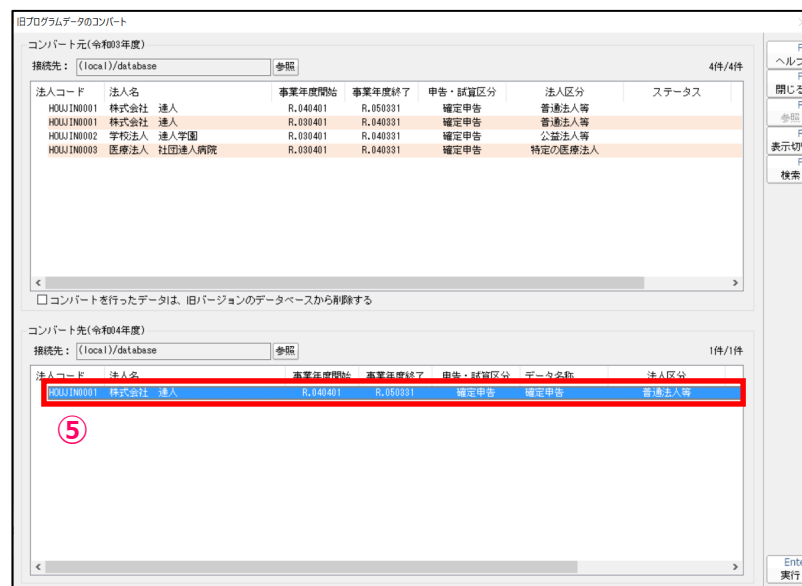 旧プログラムデータのコンバート
コンバート元(令和03年度)
接続先： (local)/database 参照 4件/4件
法人コード 法人名 事業年度開始 事業年度終了 申告・試算区分 法人区分 ステータス
HOUJIN0001 株式会社 達人 R.040401 R.050331 確定申告 普通法人等
HOUJIN0001 株式会社 達人 R.030401 R.040331 確定申告 普通法人等
HOUJIN0002 学校法人 達人学園 R.030401 R.040331 確定申告 公益法人等
HOUJIN0003 医療法人 社団達人病院 R.030401 R.040331 確定申告 特定の医療法人
コンバートを行ったデータは、旧バージョンのデータベースから削除する
コンバート先(令和04年度)
接続先： (local)/database 参照 1件/1件
法人コード 法人名 事業年度開始 事業年度終了 申告・試算区分 データ名称 法人区分
HOUJIN0001 株式会社 達人 R.040401 R.050331 確定申告 確定申告 普通法人等
⑤
ヘルプ
閉じる
参照
表示切
検索
Ente
実行